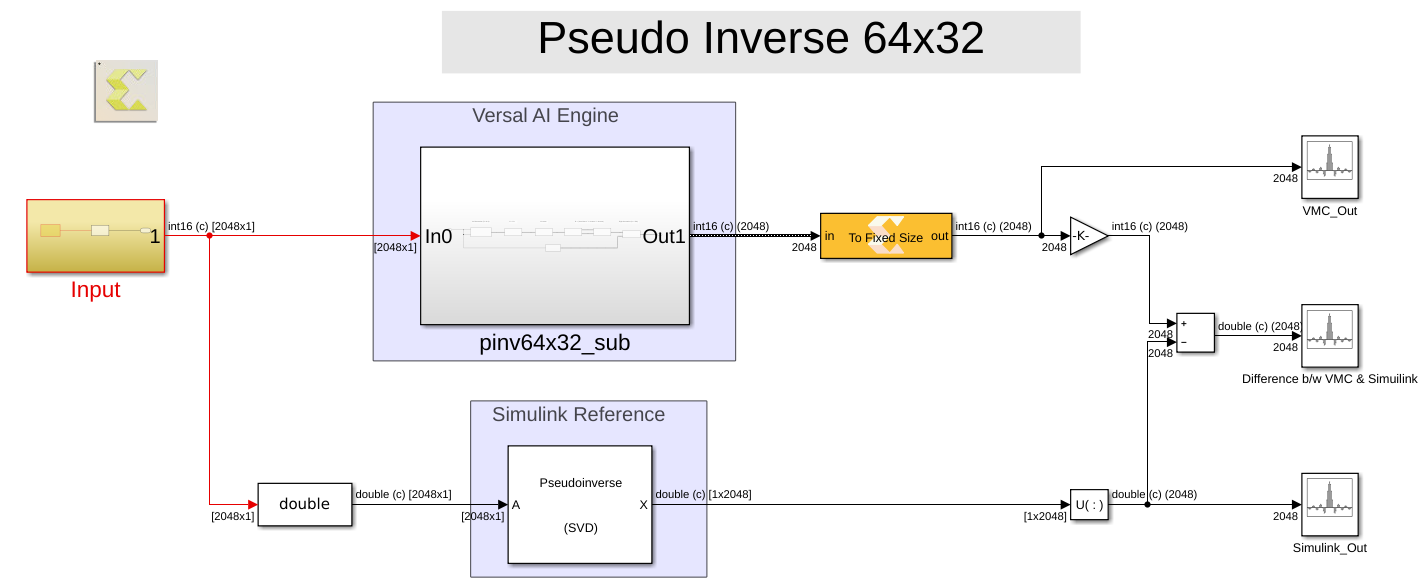 Pseudo Inverse 64x32
Versal AI Engine
1
int16 (c) [2048x1]
Input
[2048x1]
In0
Out1
pinv64x32_sub
int16 (c) (2048)
2048
in
To Fixed Size
out
int16 (c) (2048)
2048
-K-
int16 (c) (2048)
2048
VMC_Out
+
2048
−
2048
double (c) (2048)
2048
Difference b/w VMC & Simuilink
Simulink Reference
[2048x1]
double
double (c) [2048x1]
[2048x1]
A
Pseudoinverse
(SVD)
X
double (c) [1x2048]
[1x2048]
U( : )
double (c) (2048)
2048
Simulink_Out